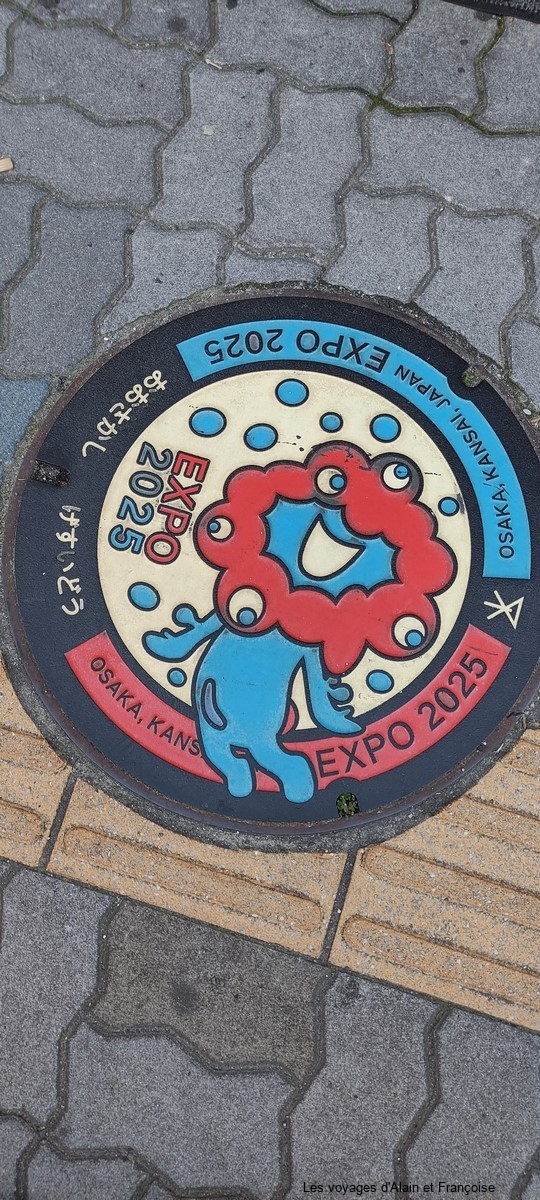 OSAKA, KANSAI, JAPAN EXPO 2025
おおさかし
げすいどう
EXPO
2025
OSAKA, KANS EXPO 2025
Les voyages d'Alain et Françoise